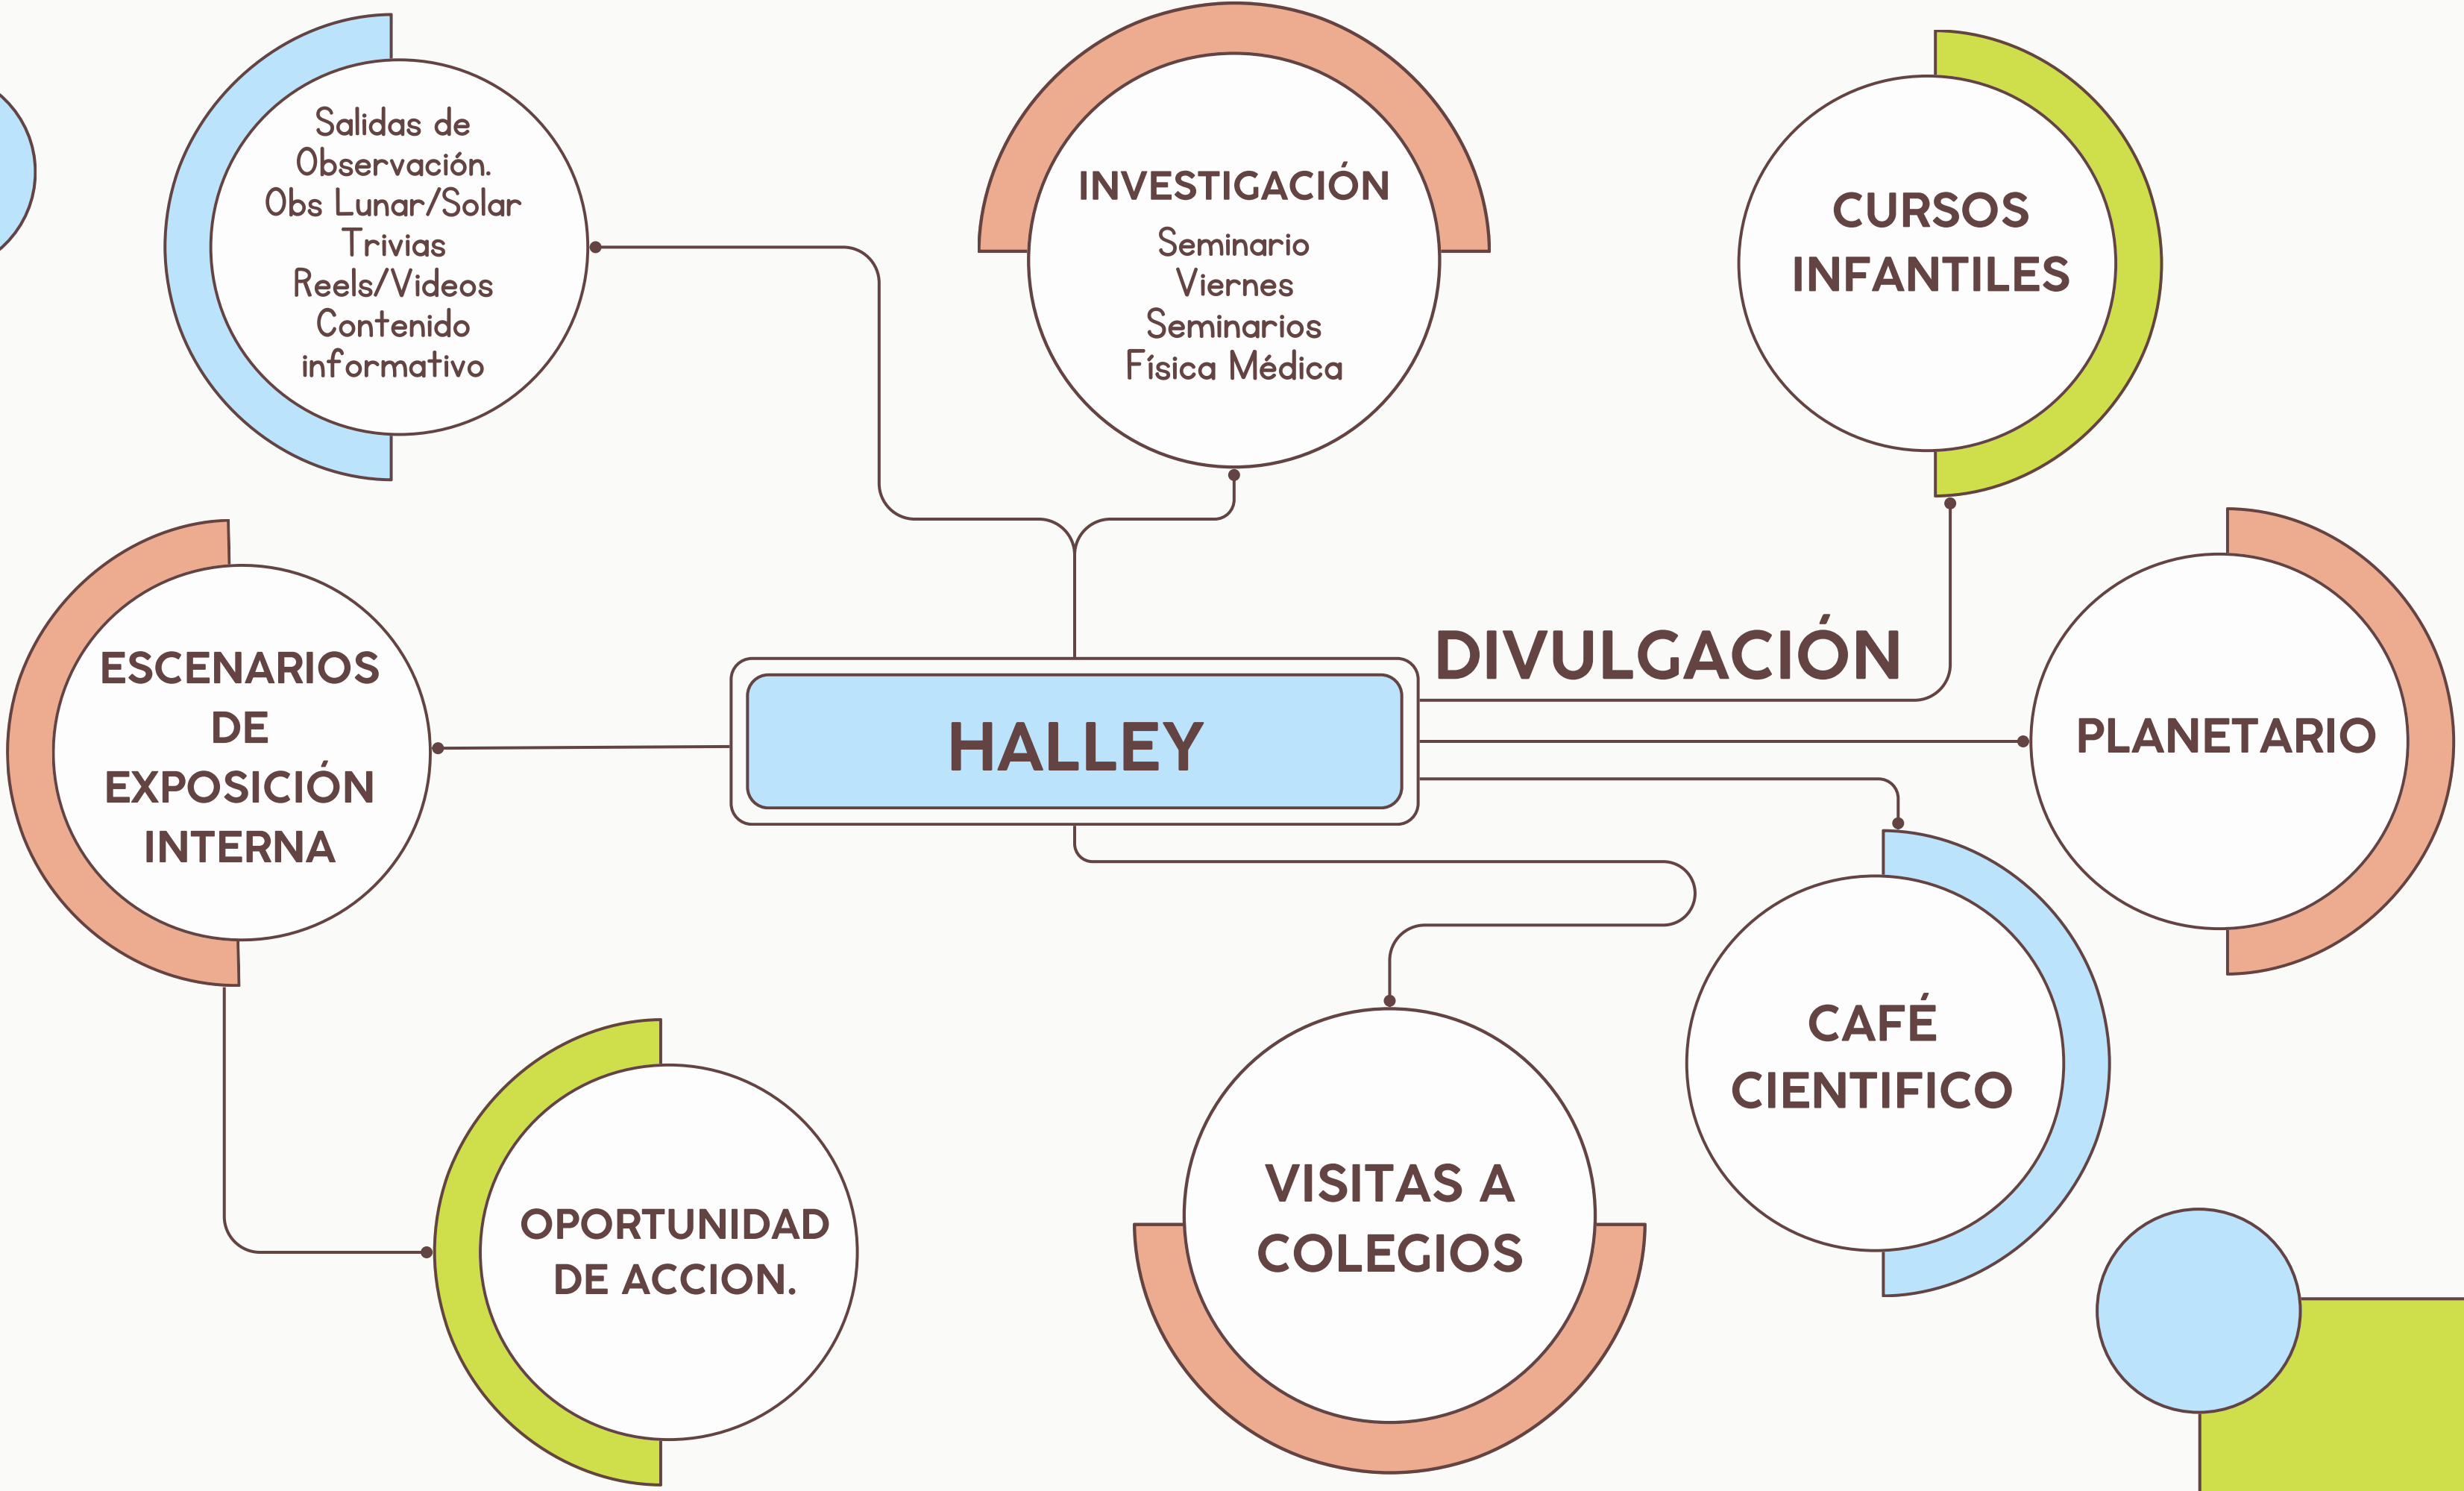 Salidas de
Observación.
Obs Lunar/Solar
Trivias
Reels/Videos
Contenido
informativo
INVESTIGACIÓN
Seminario
Viernes
Seminarios
Física Médica
CURSOS
INFANTILES
ESCENARIOS
DE
EXPOSICIÓN
INTERNA
HALLEY
DIVULGACIÓN
PLANETARIO
CAFÉ
CIENTIFICO
VISITAS A
COLEGIOS
OPORTUNIDAD
DE ACCION.